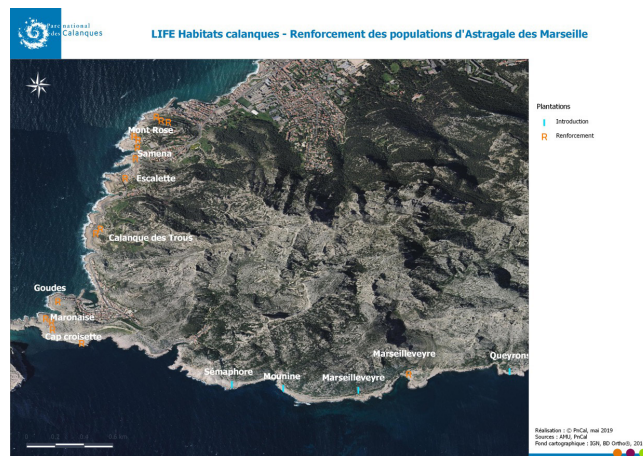 Parc national
des Calanques
LIFE Habitats calanques - Renforcement des populations d'Astragale des Marseille
Plantations
I Introduction
R Renforcement
Mont Rose
Samena
Escalette
Calanque des Trous
Goudes
Maronaise
Cap croisette
Sémaphore
Mounine
Marseilleveyre
Marseilleveyre
Queyrons
Réalisation : © PnCal, mai 2019
Sources : AMU, PnCal
Fond cartographique : IGN, BD Ortho®, 201